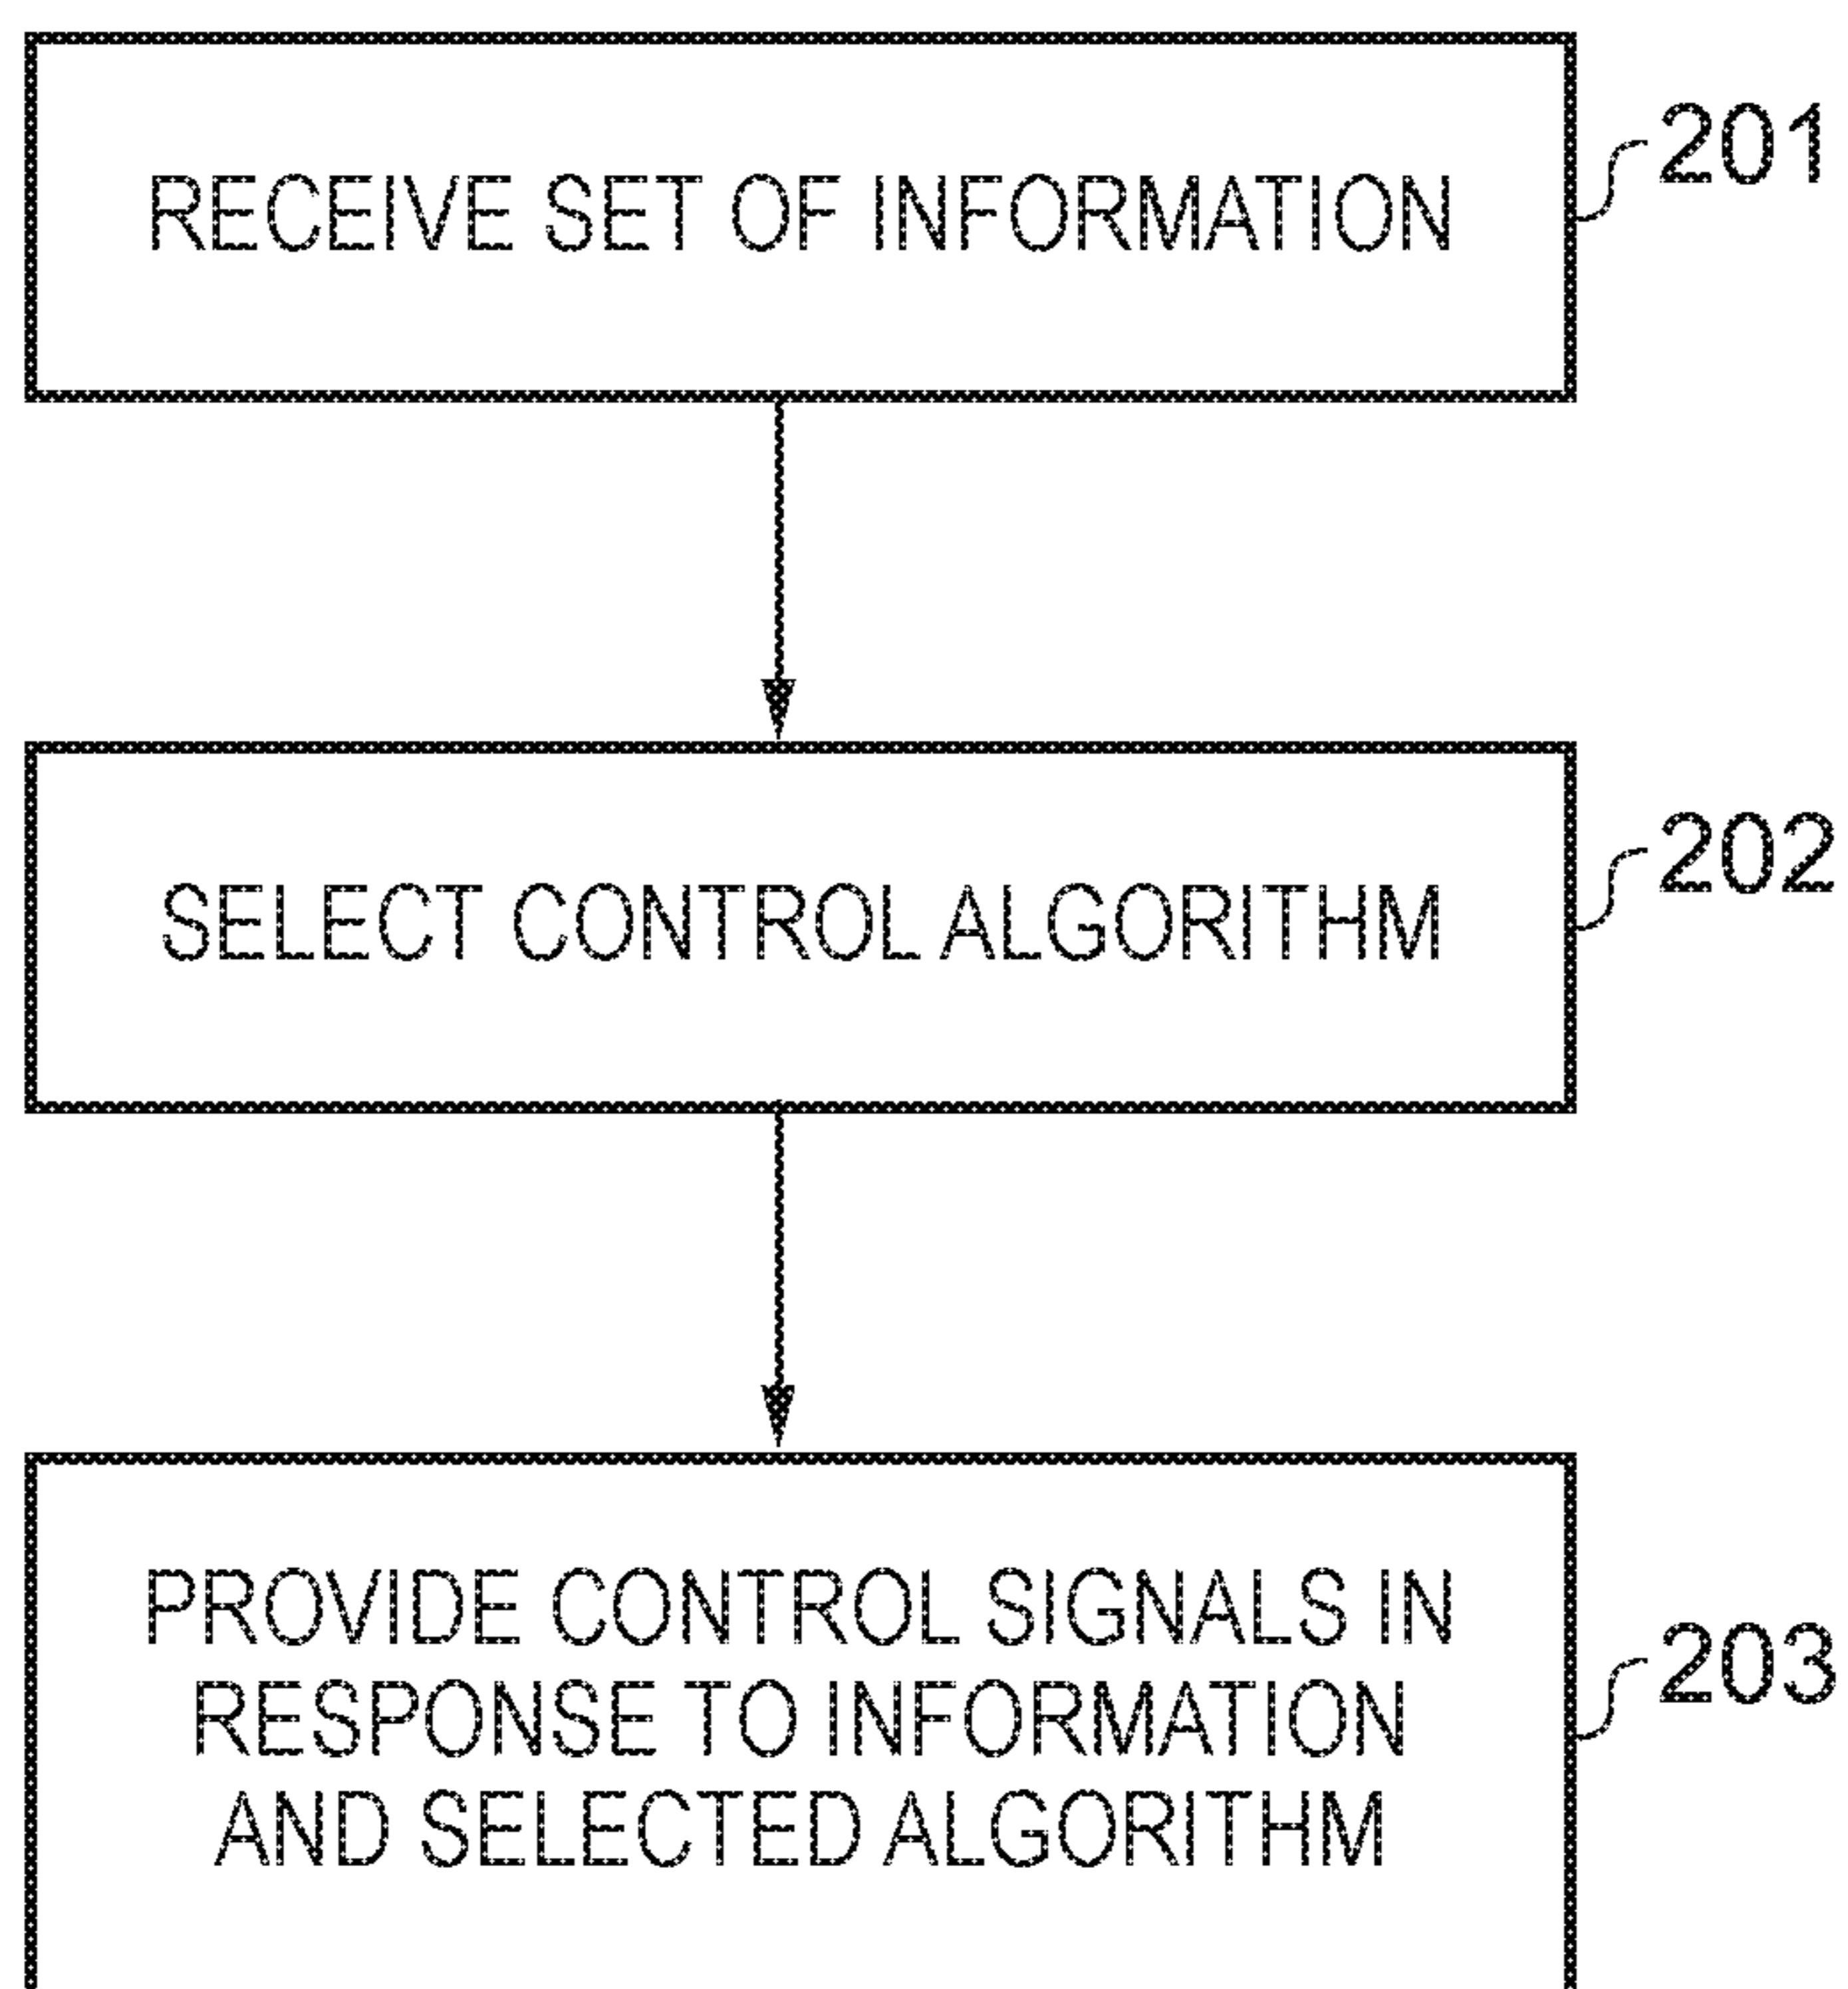 RECEIVE SET OF INFORMATION
201
SELECT CONTROL ALGORITHM
202
PROVIDE CONTROL SIGNALS IN
RESPONSE TO INFORMATION
AND SELECTED ALGORITHM
203